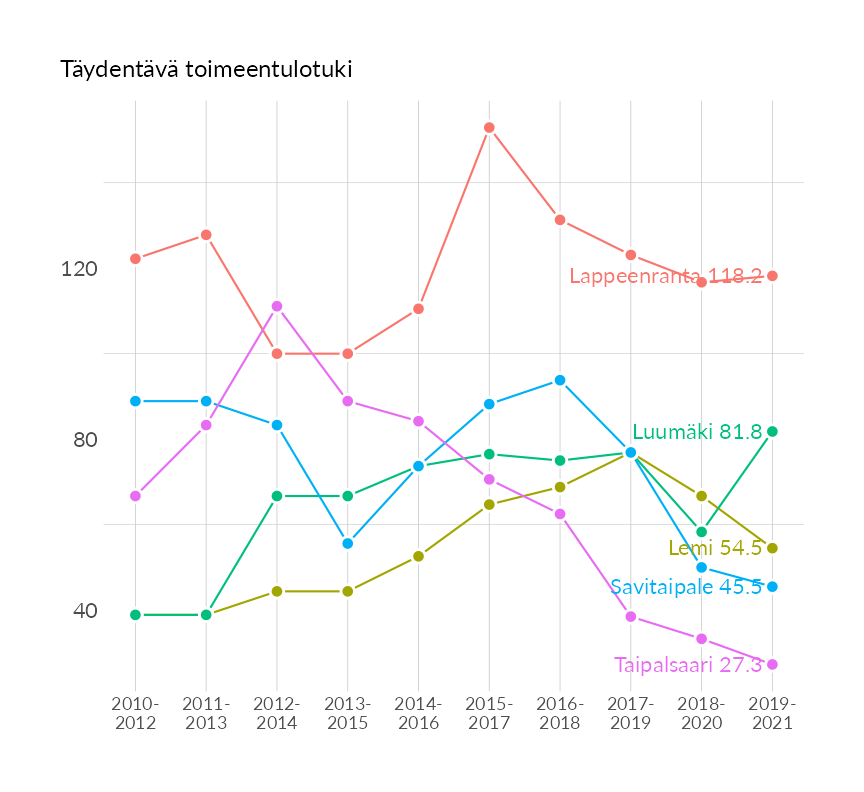 Täydentävä toimeentulotuki
120
80
40
Lappeenranta 118.2
Luumäki 81.8
Lemi 54.5
Savitaipale 45.5
Taipalsaari 27.3
2010- 2011- 2012- 2013- 2014- 2015- 2016- 2017- 2018- 2019-
2012 2013 2014 2015 2016 2017 2018 2019 2020 2021